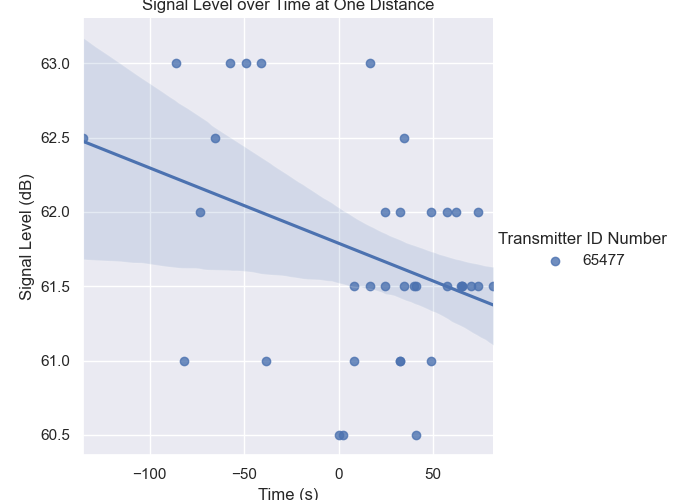 Signal Level over Time at One Distance
63.0
62.5
62.0
61.5
61.0
60.5
Signal Level (dB)
−100
−50
0
50
Time (s)
Transmitter ID Number
65477